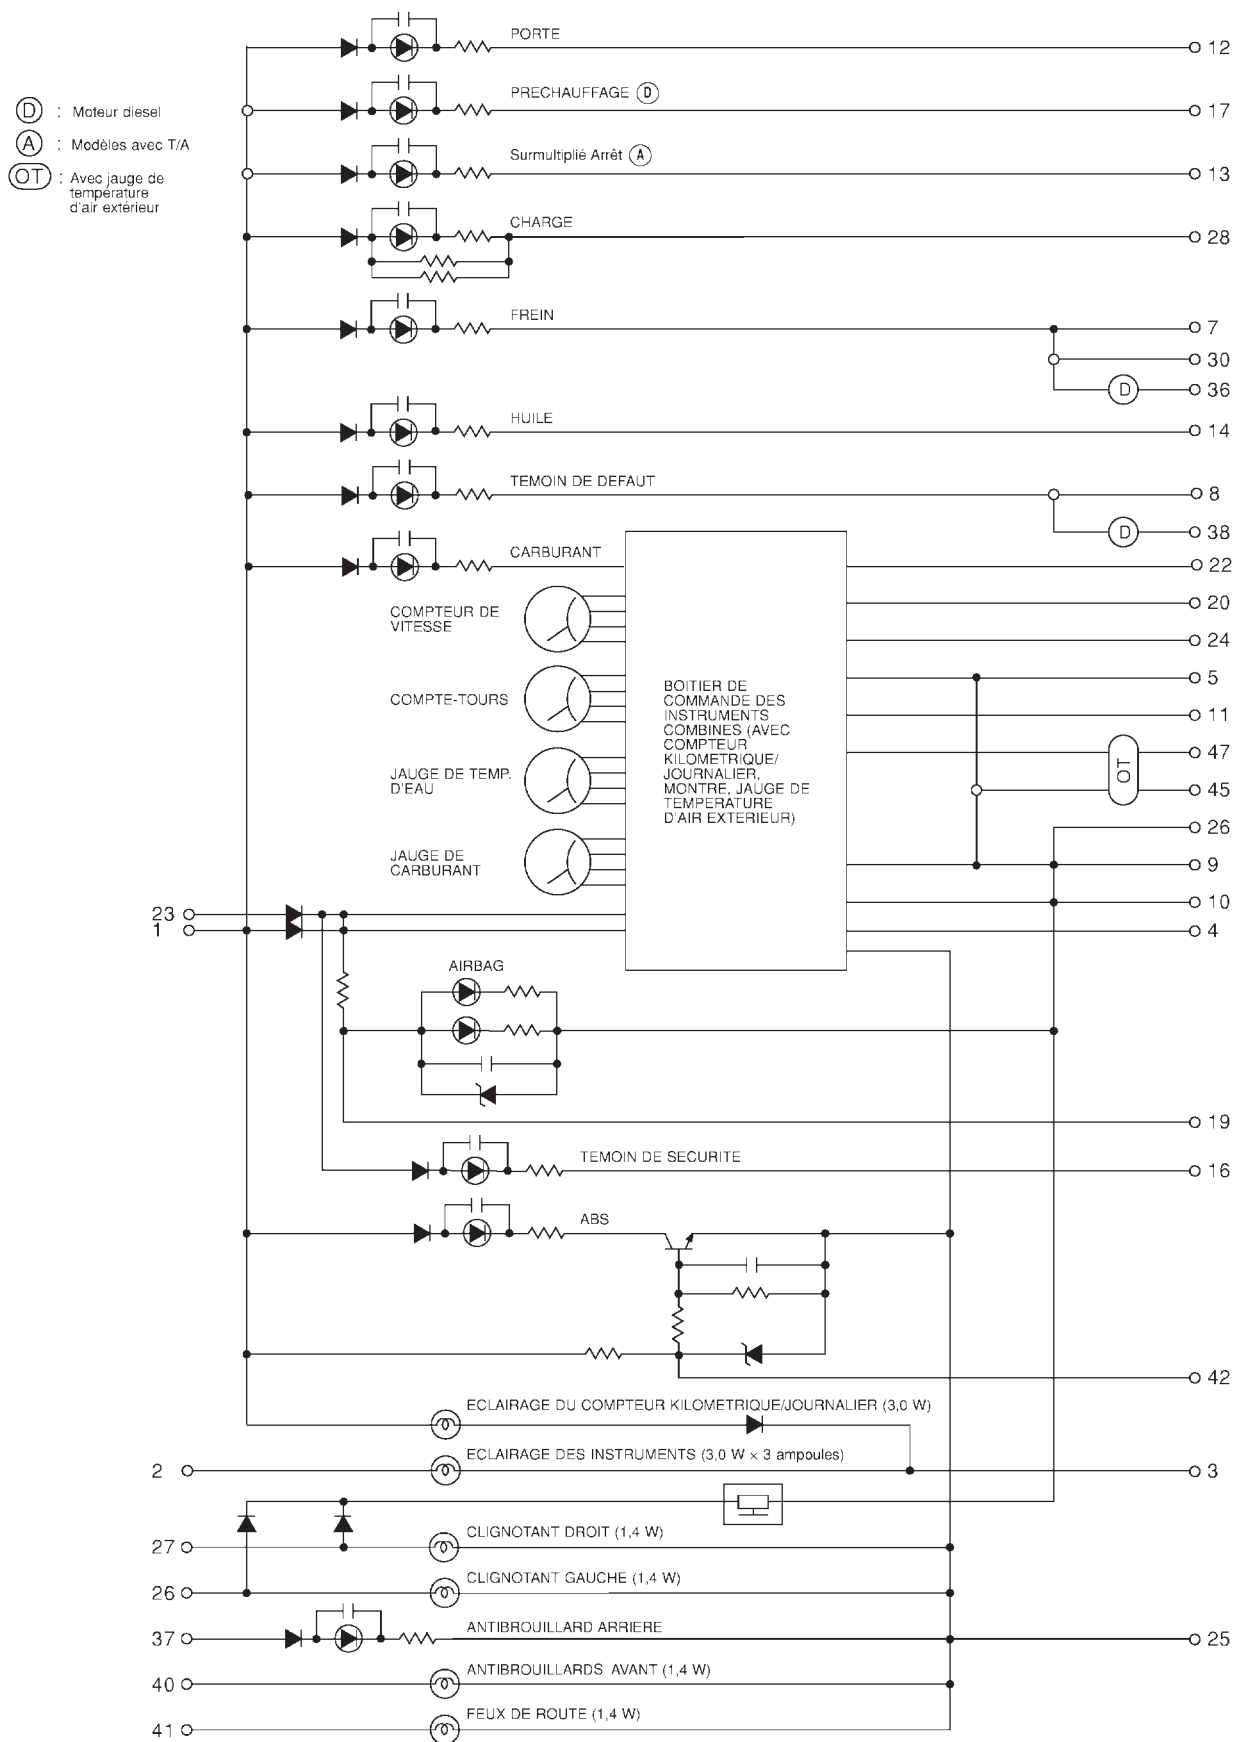 PORTE
12
D : Moteur diesel
PRECHAUFFAGE D
17
A : Modèles avec T/A
Surmultiplié Arrêt A
13
OT : Avec jauge de
température
d'air extérieur
CHARGE
28
FREIN
7
30
D
36
HUILE
14
TEMOIN DE DEFAUT
8
D
38
CARBURANT
22
COMPTEUR DE
VITESSE
20
24
COMPTE-TOURS
BOITIER DE
COMMANDE DES
INSTRUMENTS
COMBINES (AVEC
COMPTEUR
KILOMETRIQUE/
JOURNALIER,
MONTRE, JAUGE DE
TEMPERATURE
D'AIR EXTERIEUR)
5
11
47
OT
45
JAUGE DE TEMP.
D'EAU
26
JAUGE DE
CARBURANT
9
10
23
1
4
AIRBAG
19
TEMOIN DE SECURITE
16
ABS
42
ECLAIRAGE DU COMPTEUR KILOMETRIQUE/JOURNALIER (3,0 W)
2
ECLAIRAGE DES INSTRUMENTS (3,0 W × 3 ampoules)
3
27
CLIGNOTANT DROIT (1,4 W)
26
CLIGNOTANT GAUCHE (1,4 W)
37
ANTIBROUILLARD ARRIERE
25
40
ANTIBROUILLARDS AVANT (1,4 W)
41
FEUX DE ROUTE (1,4 W)